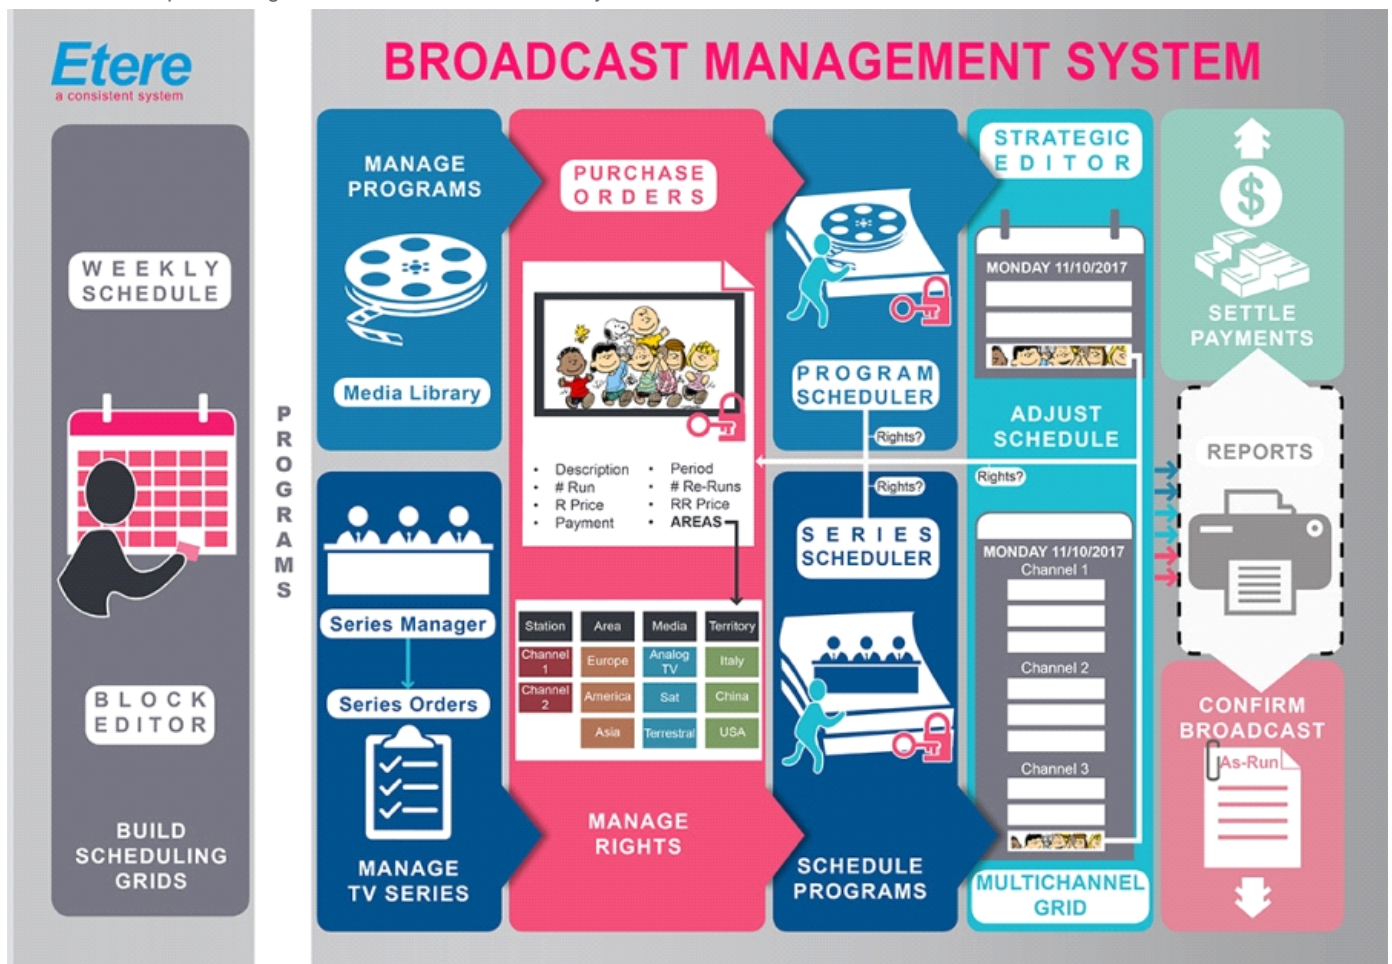 Etere
a consistent system
BROADCAST MANAGEMENT SYSTEM
WEEKLY
SCHEDULE
BLOCK
EDITOR
BUILD
SCHEDULING
GRIDS
PROGRAMS
MANAGE
PROGRAMS
Media Library
Series Manager
Series Orders
MANAGE
TV SERIES
PURCHASE
ORDERS
• Description
• # Run
• R Price
• Payment
• Period
• # Re-Runs
• RR Price
• AREAS
Station Area Media Territory
Channel
1
Europe
Analog
TV
Italy
Channel
2
America
Sat
China
Asia
Terrestral
USA
MANAGE
RIGHTS
PROGRAM
SCHEDULER
Rights?
Rights?
SERIES
SCHEDULER
SCHEDULE
PROGRAMS
STRATEGIC
EDITOR
MONDAY 11/10/2017
ADJUST
SCHEDULE
Rights?
MONDAY 11/10/2017
Channel 1
Channel 2
Channel 3
MULTICHANNEL
GRID
$
SETTLE
PAYMENTS
REPORTS
CONFIRM
BROADCAST
As-Run